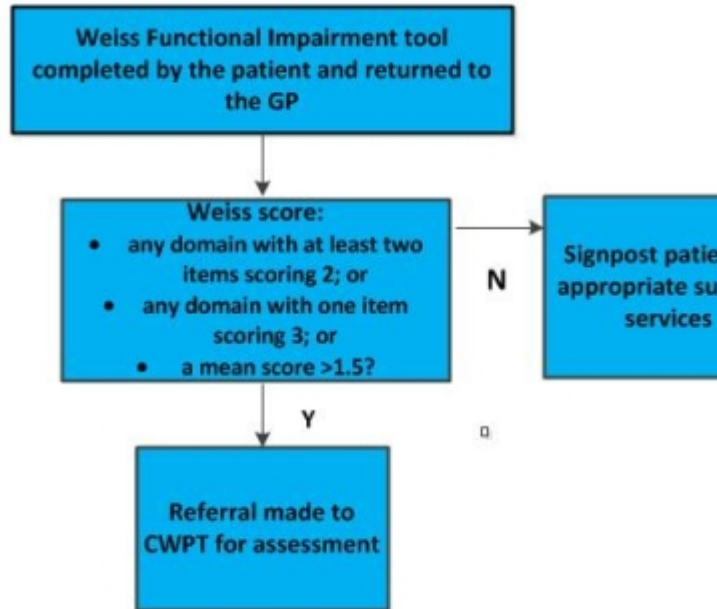 Weiss Functional Impairment tool
completed by the patient and returned to
the GP
Weiss score:
• any domain with at least two
items scoring 2; or
• any domain with one item
scoring 3; or
• a mean score >1.5?
N
Signpost
appropriate
services
Y
Referral made to
CWPT for assessment